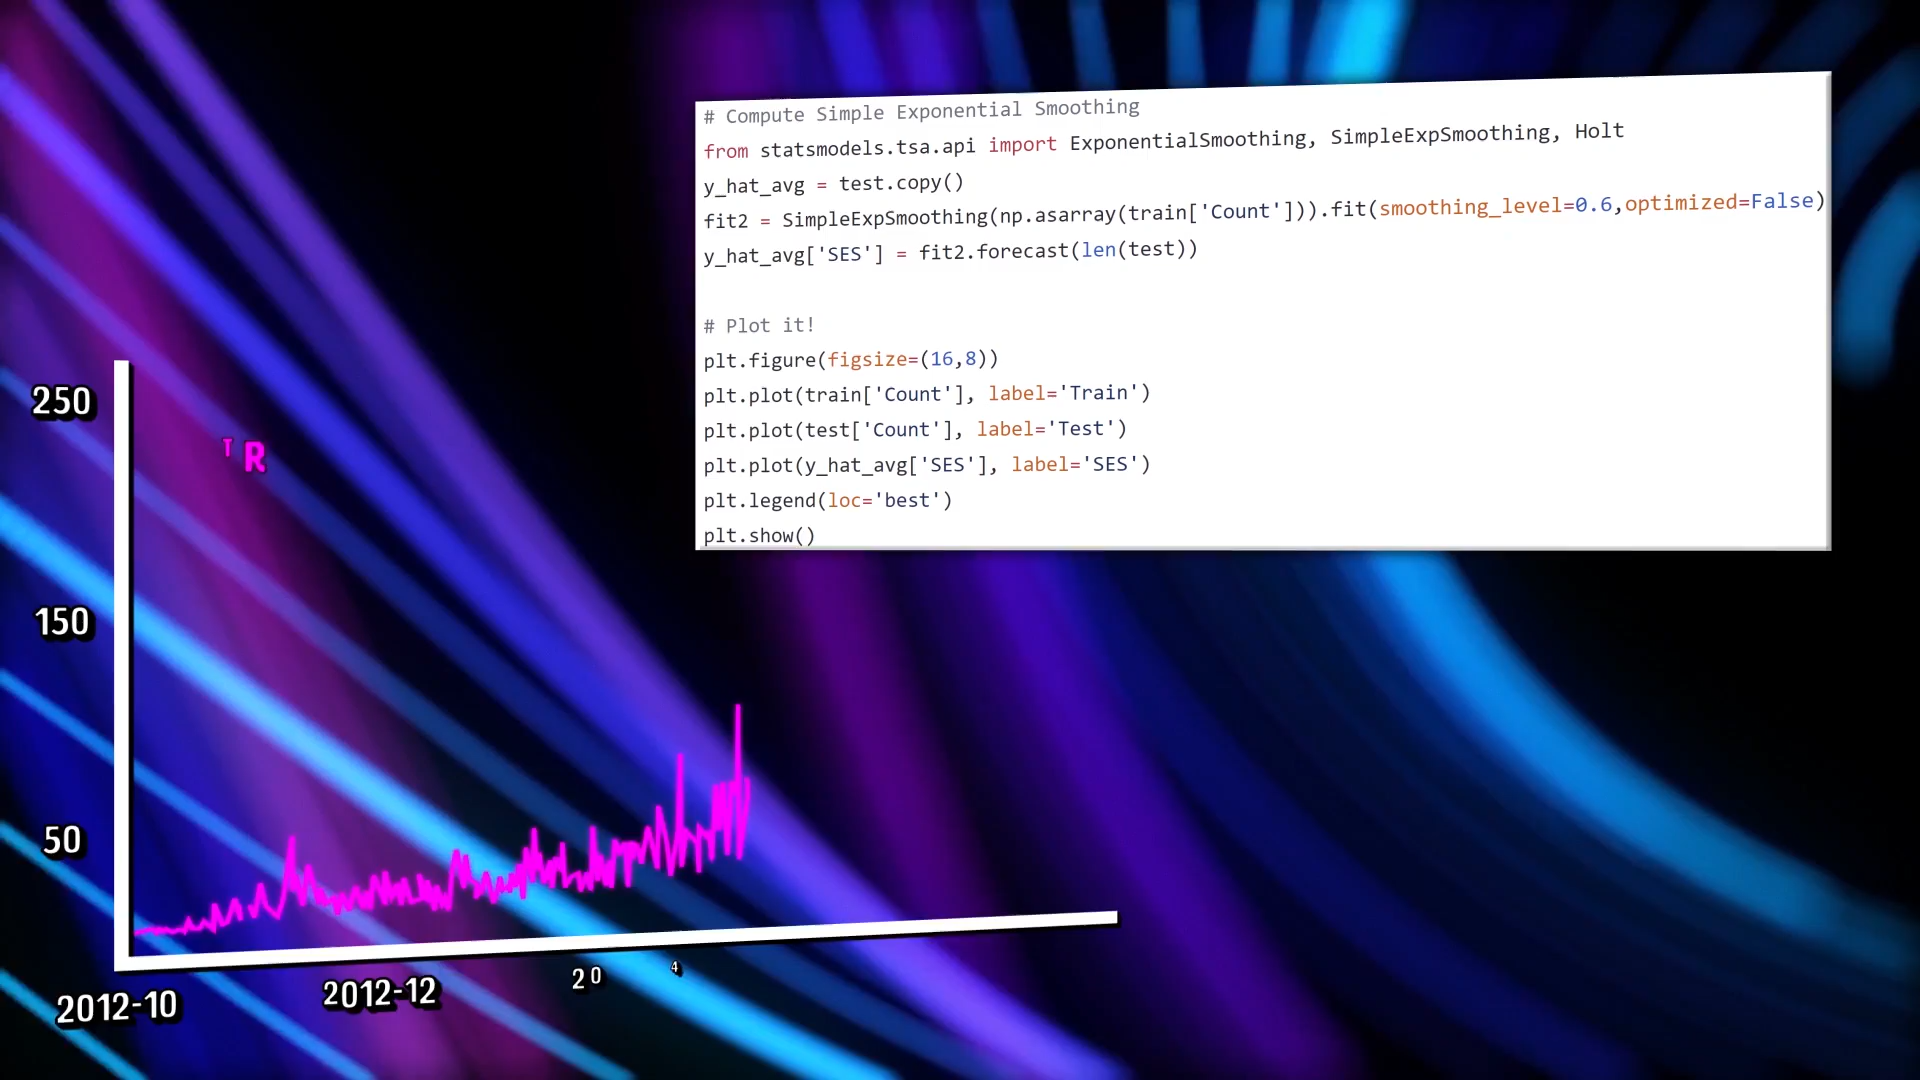 # Compute Simple Exponential Smoothing
from statsmodels.tsa.api import ExponentialSmoothing, SimpleExpSmoothing, Holt
y_hat_avg = test.copy()
fit2 = SimpleExpSmoothing(np.asarray(train['Count'])).fit(smoothing_level=0.6,optimized=False)
y_hat_avg['SES'] = fit2.forecast(len(test))
# Plot it!
plt.figure(figsize=(16,8))
plt.plot(train['Count'], label='Train')
plt.plot(test['Count'], label='Test')
plt.plot(y_hat_avg['SES'], label='SES')
plt.legend(loc='best')
plt.show()
250
TR
150
50
2012-10
2012-12
20 4